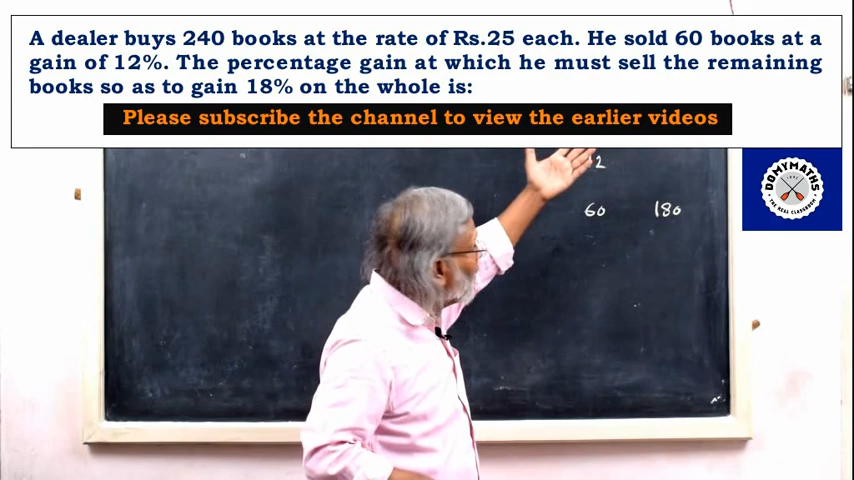 A dealer buys 240 books at the rate of Rs.25 each. He sold 60 books at a
gain of 12%. The percentage gain at which he must sell the remaining
books so as to gain 18% on the whole is:
Please subscribe the channel to view the earlier videos
2
60 180
DOMYMATHS
THE REAL CLASSROOM